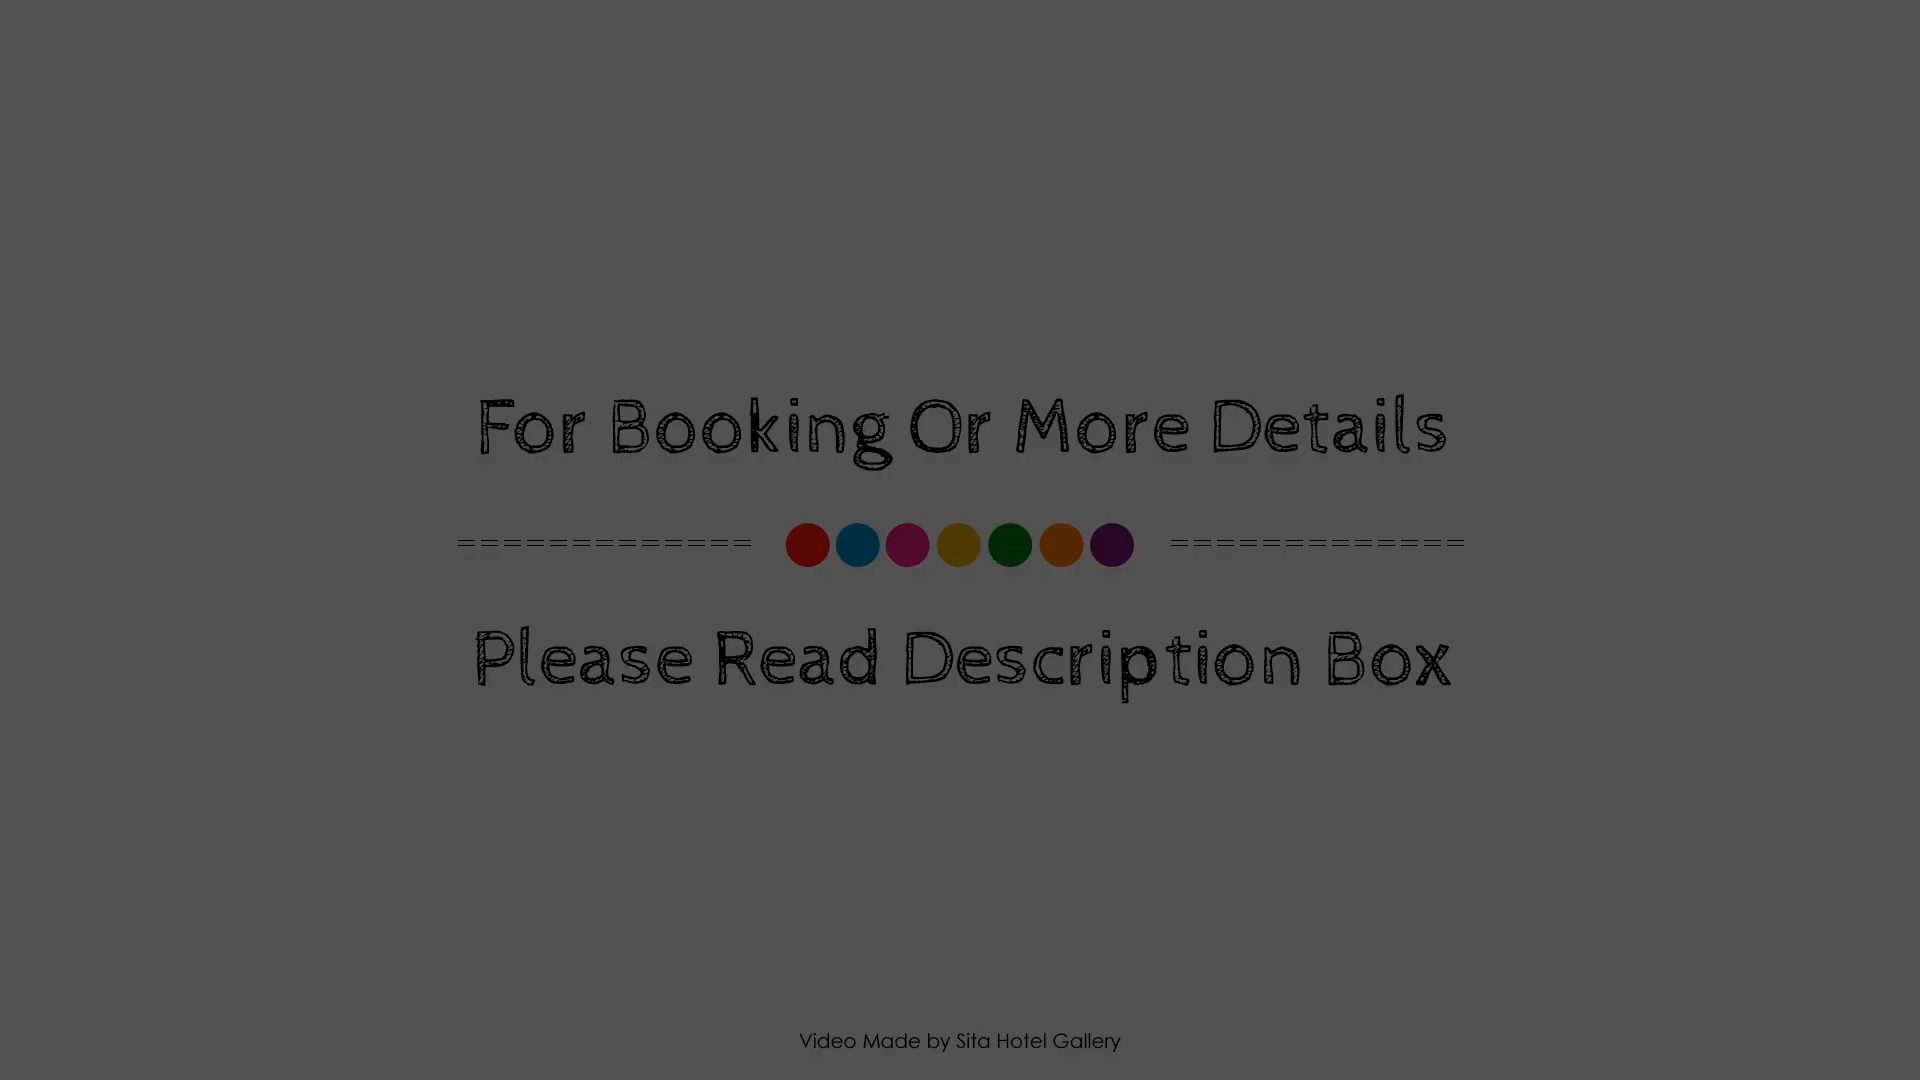 For Booking Or More Details
============= =============
Please Read Description Box
Video Made by Sita Hotel Gallery